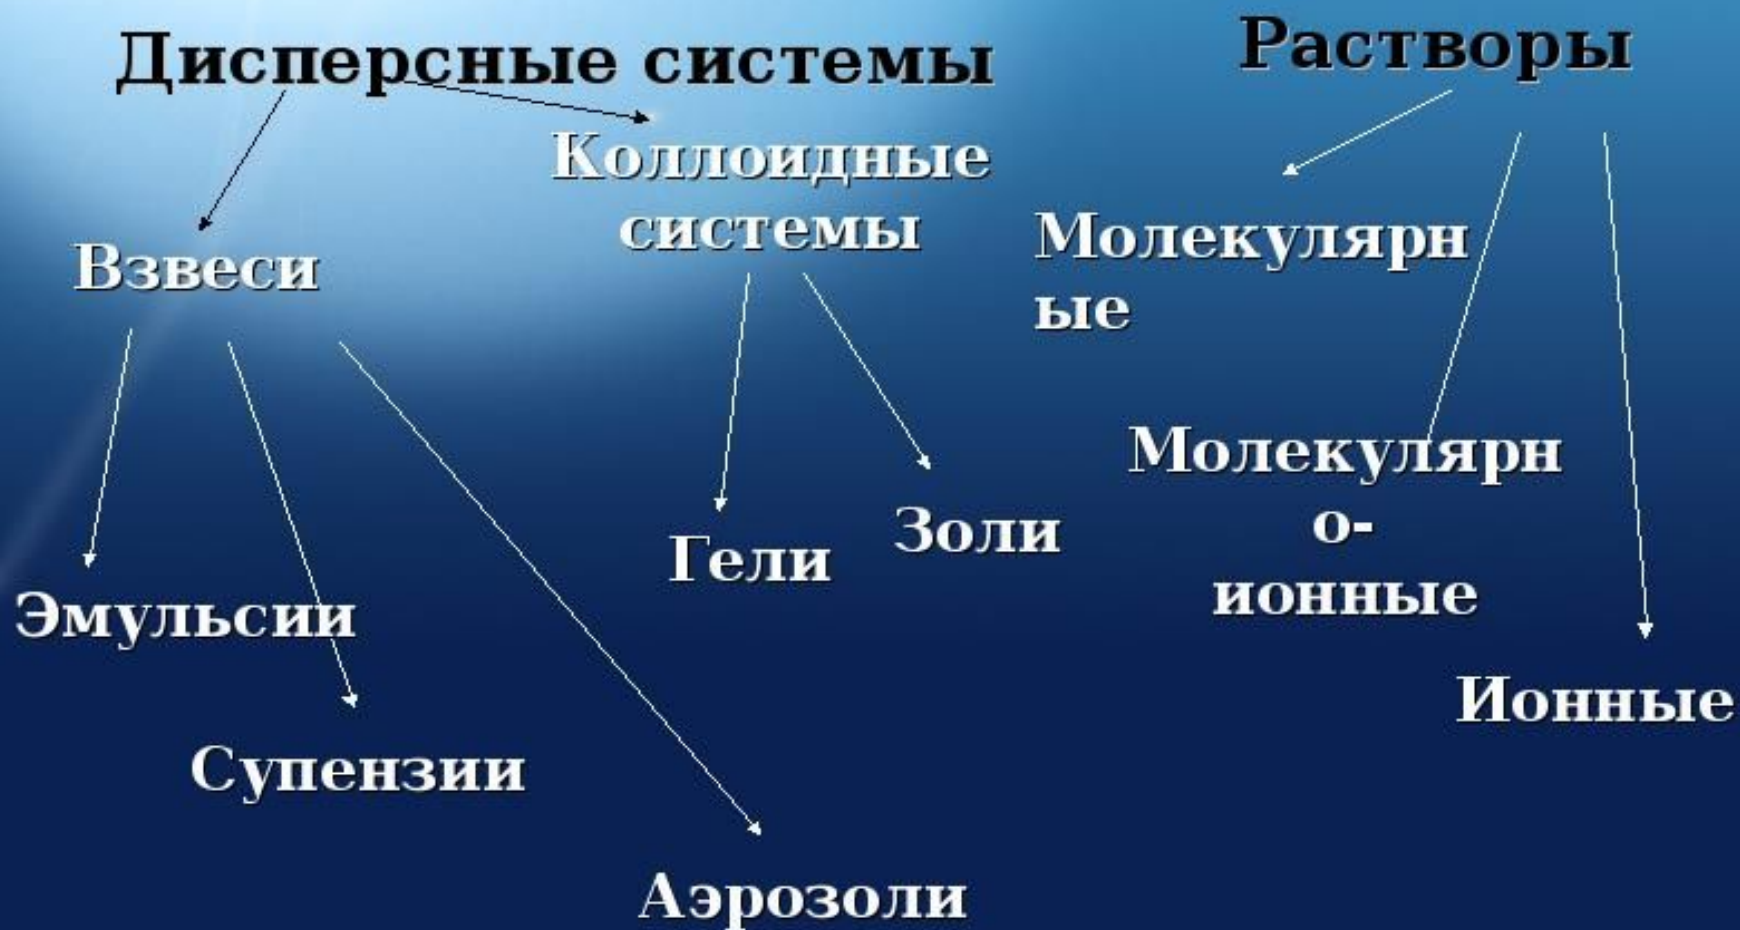 Дисперсные системы
Растворы
Коллоидные
системы
Взвеси
Молекулярн
ые
Молекулярн
о-
ионные
Гели
Золи
Эмульсии
Ионные
Супензии
Аэрозоли